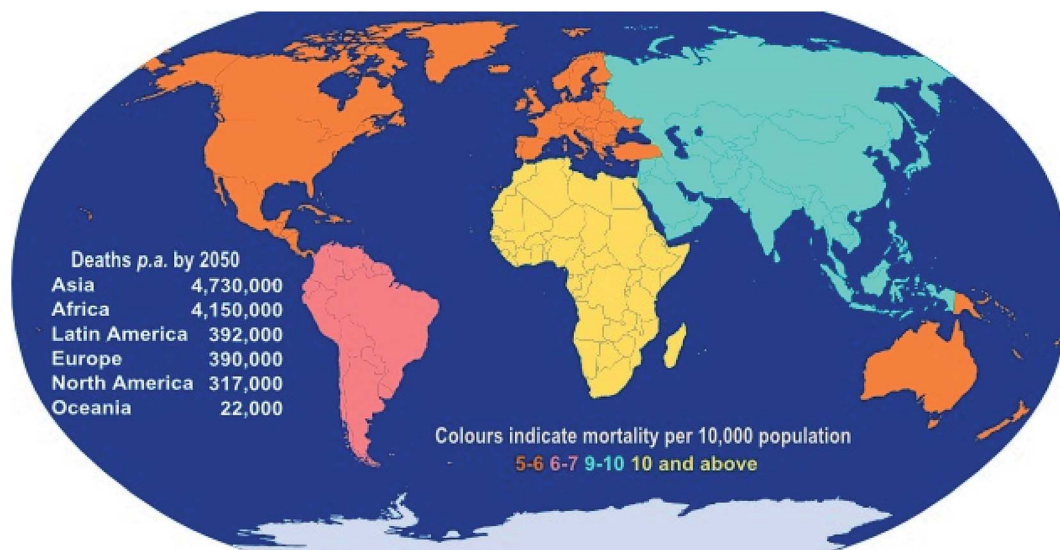 Deaths p.a. by 2050
Asia 4,730,000
Africa 4,150,000
Latin America 392,000
Europe 390,000
North America 317,000
Oceania 22,000
Colours indicate mortality per 10,000 population
5-6 6-7 9-10 10 and above